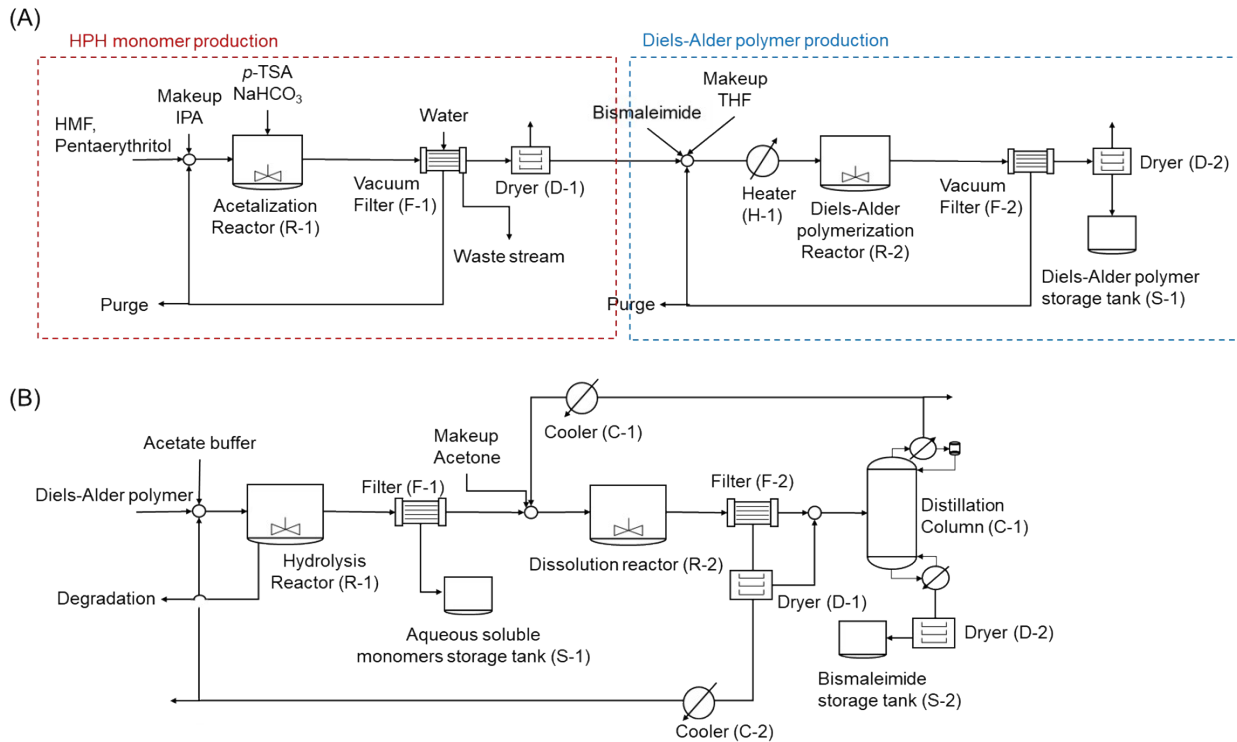 (A)
HPH monomer production
Diels-Alder polymer production
p-TSA
NaHCO3
Makeup
IPA
HMF,
Pentaerythritol
Water
Bismaleimide
Makeup
THF
Acetalization
Reactor (R-1)
Vacuum
Filter (F-1)
Dryer (D-1)
Waste stream
Purge
Heater
(H-1)
Diels-Alder
polymerization
Reactor (R-2)
Vacuum
Filter (F-2)
Dryer (D-2)
Diels-Alder polymer
storage tank (S-1)
Purge
(B)
Acetate buffer
Diels-Alder polymer
Hydrolysis
Reactor (R-1)
Degradation
Filter (F-1)
Aqueous soluble
monomers storage tank (S-1)
Makeup
Acetone
Cooler (C-1)
Dissolution reactor (R-2)
Filter (F-2)
Dryer (D-1)
Distillation
Column (C-1)
Dryer (D-2)
Bismaleimide
storage tank (S-2)
Cooler (C-2)